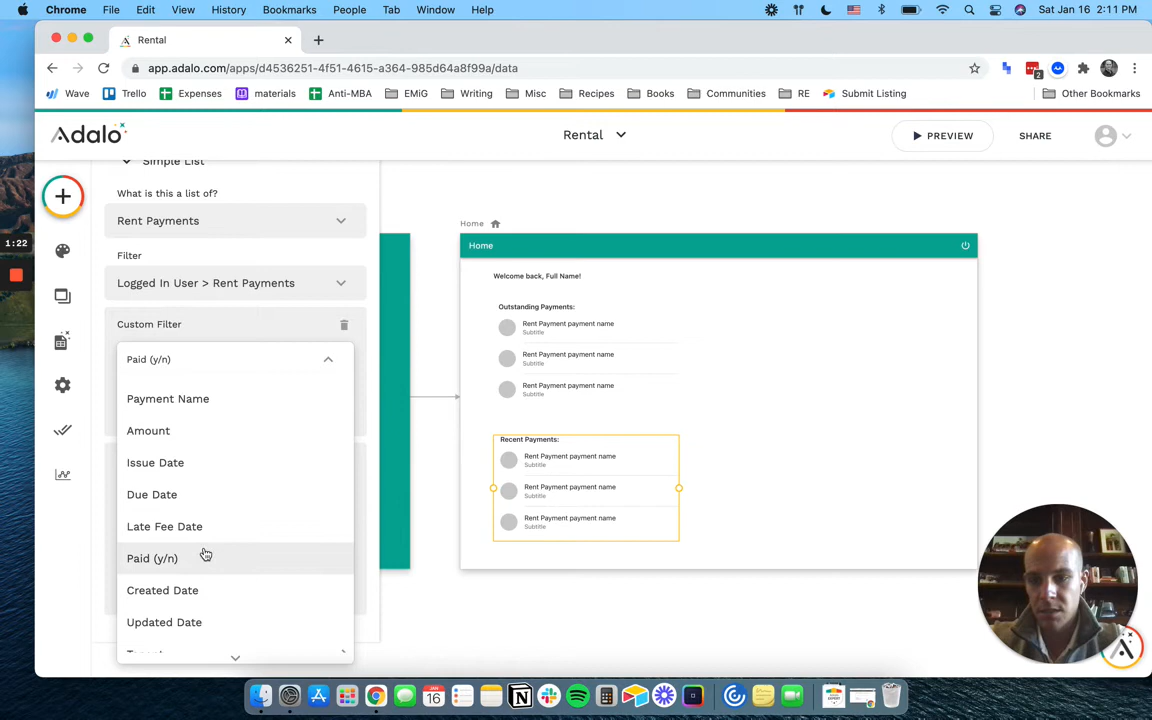 Chrome File Edit View History Bookmarks People Tab Window Help Sat Jan 16 2:11 PM
Rental
app.adalo.com/apps/d4536251-4f51-4615-a364-985d64a8f99a/data
2
Wave Trello Expenses materials Anti-MBA EMiG Writing Misc Recipes Books Communities RE Submit Listing Other Bookmarks
Adalo
Rental
PREVIEW SHARE
Simple List
What is this a list of?
Rent Payments
Filter
Logged In User > Rent Payments
Custom Filter
Paid (y/n)
Payment Name
Amount
Issue Date
Due Date
Late Fee Date
Paid (y/n)
Created Date
Updated Date
Tenant
1:22
Home
Home
Welcome back, Full Name!
Outstanding Payments:
Rent Payment payment name
Subtitle
Rent Payment payment name
Subtitle
Rent Payment payment name
Subtitle
Recent Payments:
Rent Payment payment name
Subtitle
Rent Payment payment name
Subtitle
Rent Payment payment name
Subtitle
JAN
16